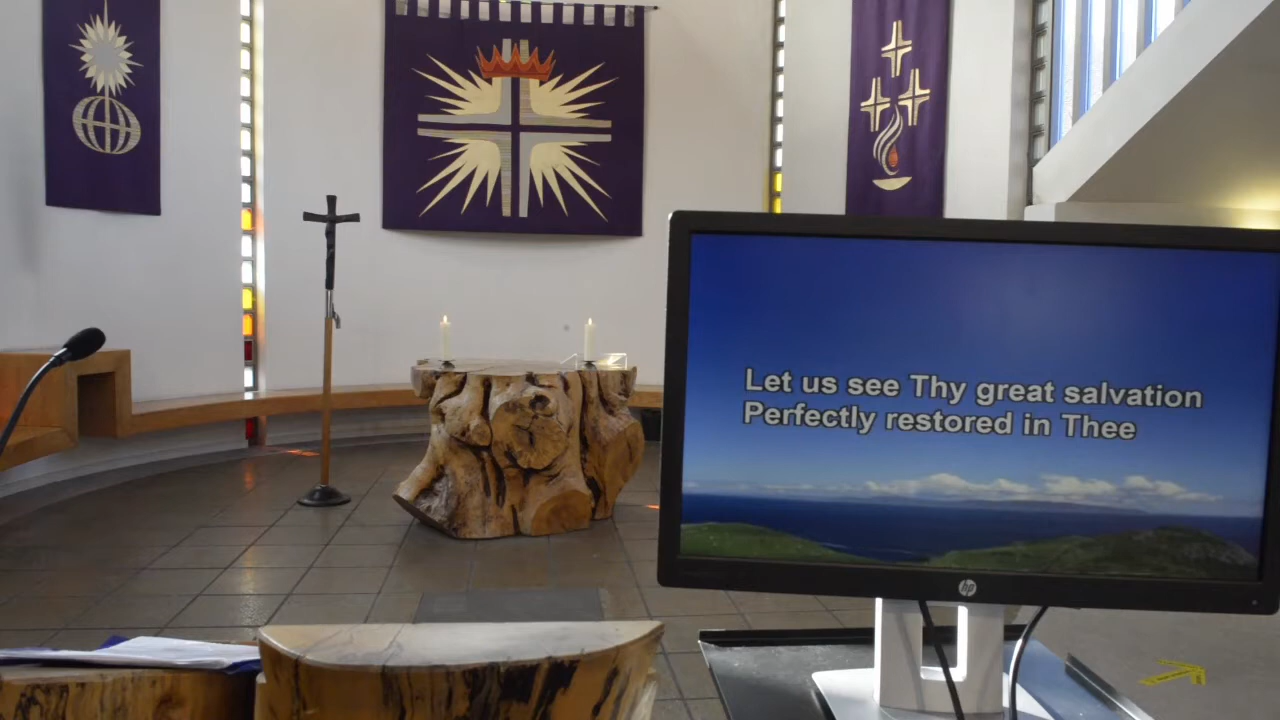 Let us see Thy great salvation
Perfectly restored in Thee
hp